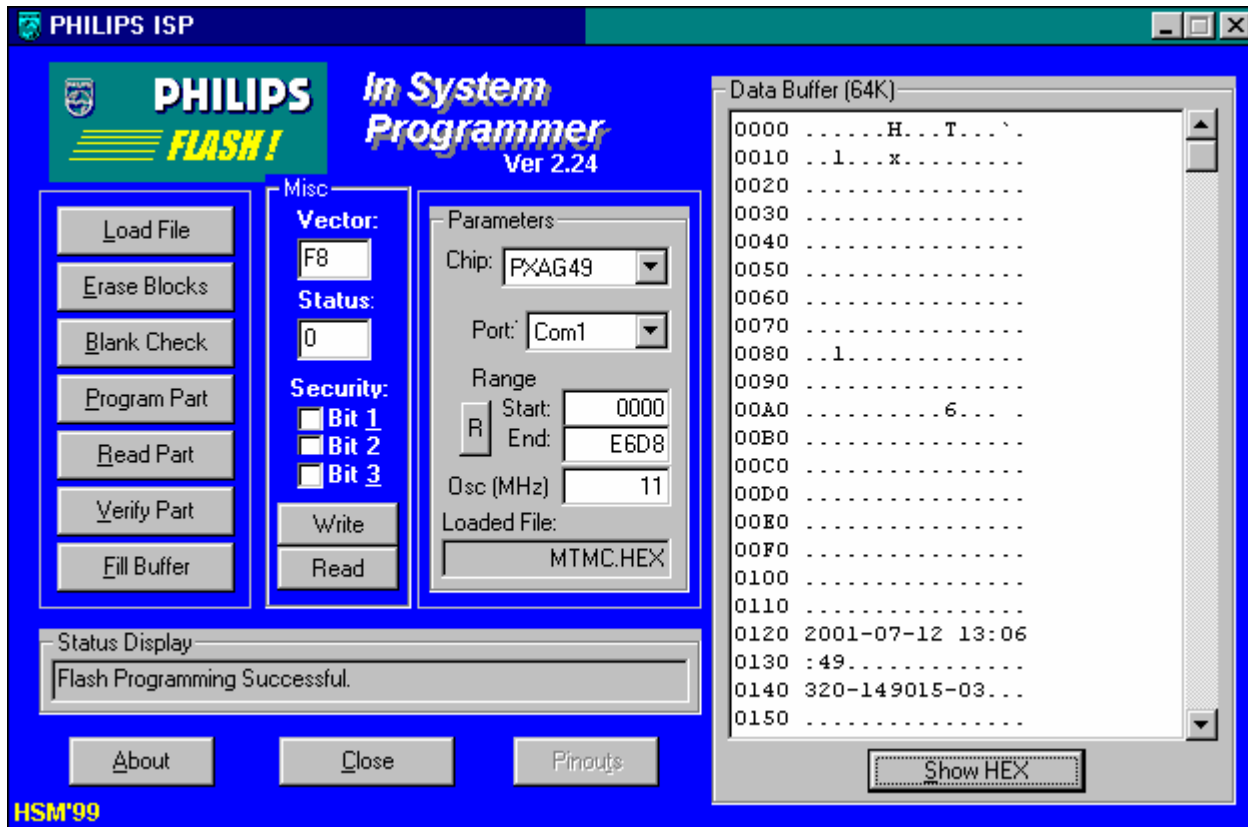 PHILIPS ISP
PHILIPS
FLASH!
In System
Programmer
Ver 2.24
Load File
Erase Blocks
Blank Check
Program Part
Read Part
Verify Part
Fill Buffer
Misc
Vector:
F8
Status:
0
Security:
Bit 1
Bit 2
Bit 3
Write
Read
Parameters
Chip: PXAG49
Port: Com1
Range
R
Start: 0000
End: E6D8
Osc (MHz) 11
Loaded File:
MTMC.HEX
Status Display
Flash Programming Successful.
About
Close
Pinouts
HSM'99
Data Buffer (64K)
0000 ......H...T...`.
0010 ..l...x.........
0020 ................
0030 ................
0040 ................
0050 ................
0060 ................
0070 ................
0080 ..l.............
0090 ................
00A0 ..........6... .
00B0 ................
00C0 ................
00D0 ................
00E0 ................
00F0 ................
0100 ................
0110 ................
0120 2001-07-12 13:06
0130 :49.............
0140 320-149015-03...
0150 ................
Show HEX